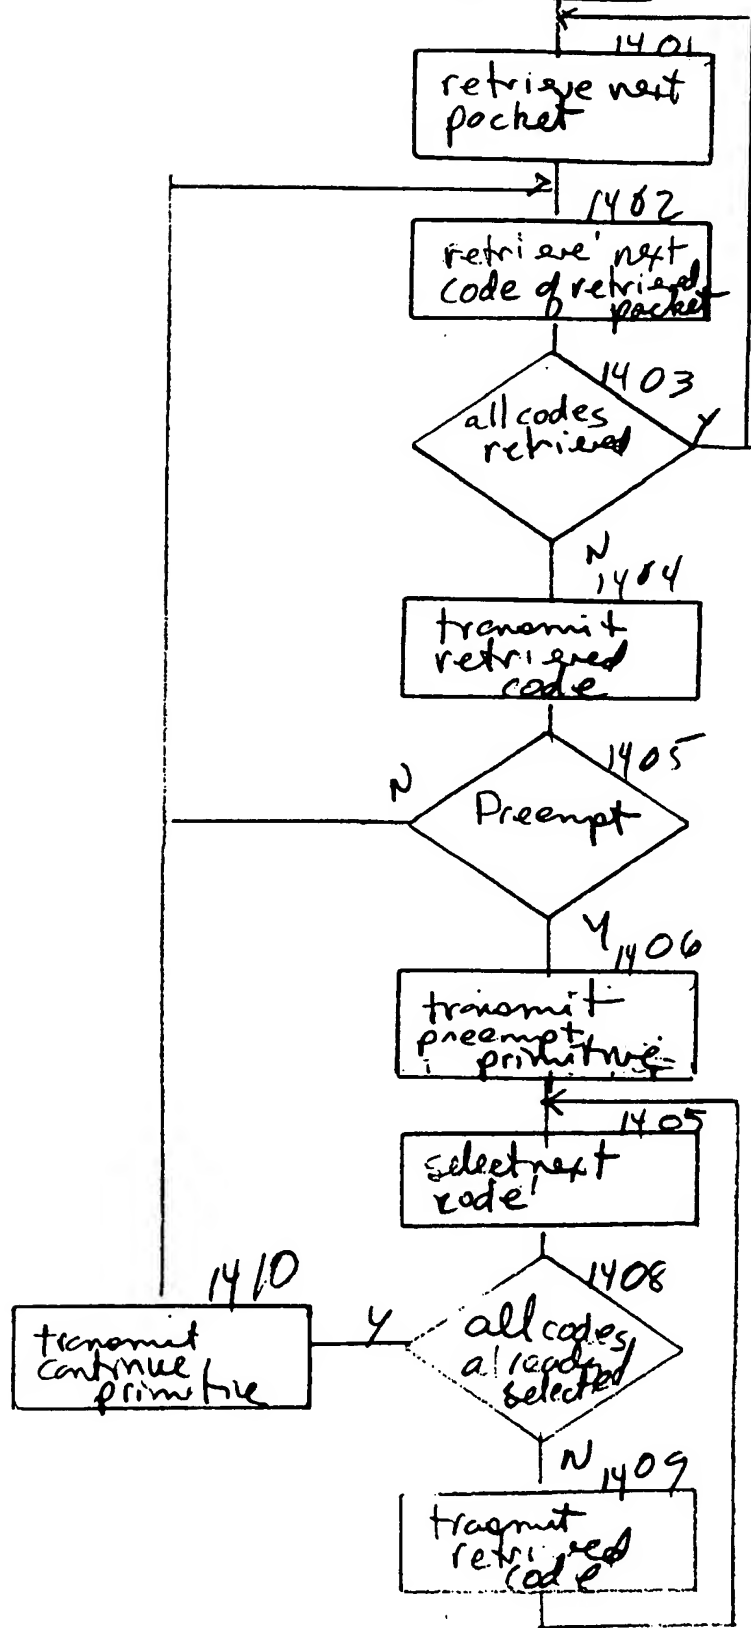 1401
retrieve next
packet
1402
retrieve next
code of retrieved
packet
1403
all codes
retrieved
Y
N
1404
transmit
retrieved
code
1405
Preempt
N
Y
1406
transmit
preempt
primitive
1405
select next
code
1408
all codes
already
selected
Y
1410
transmit
continue
primitive
N
1409
transmit
retrieved
code